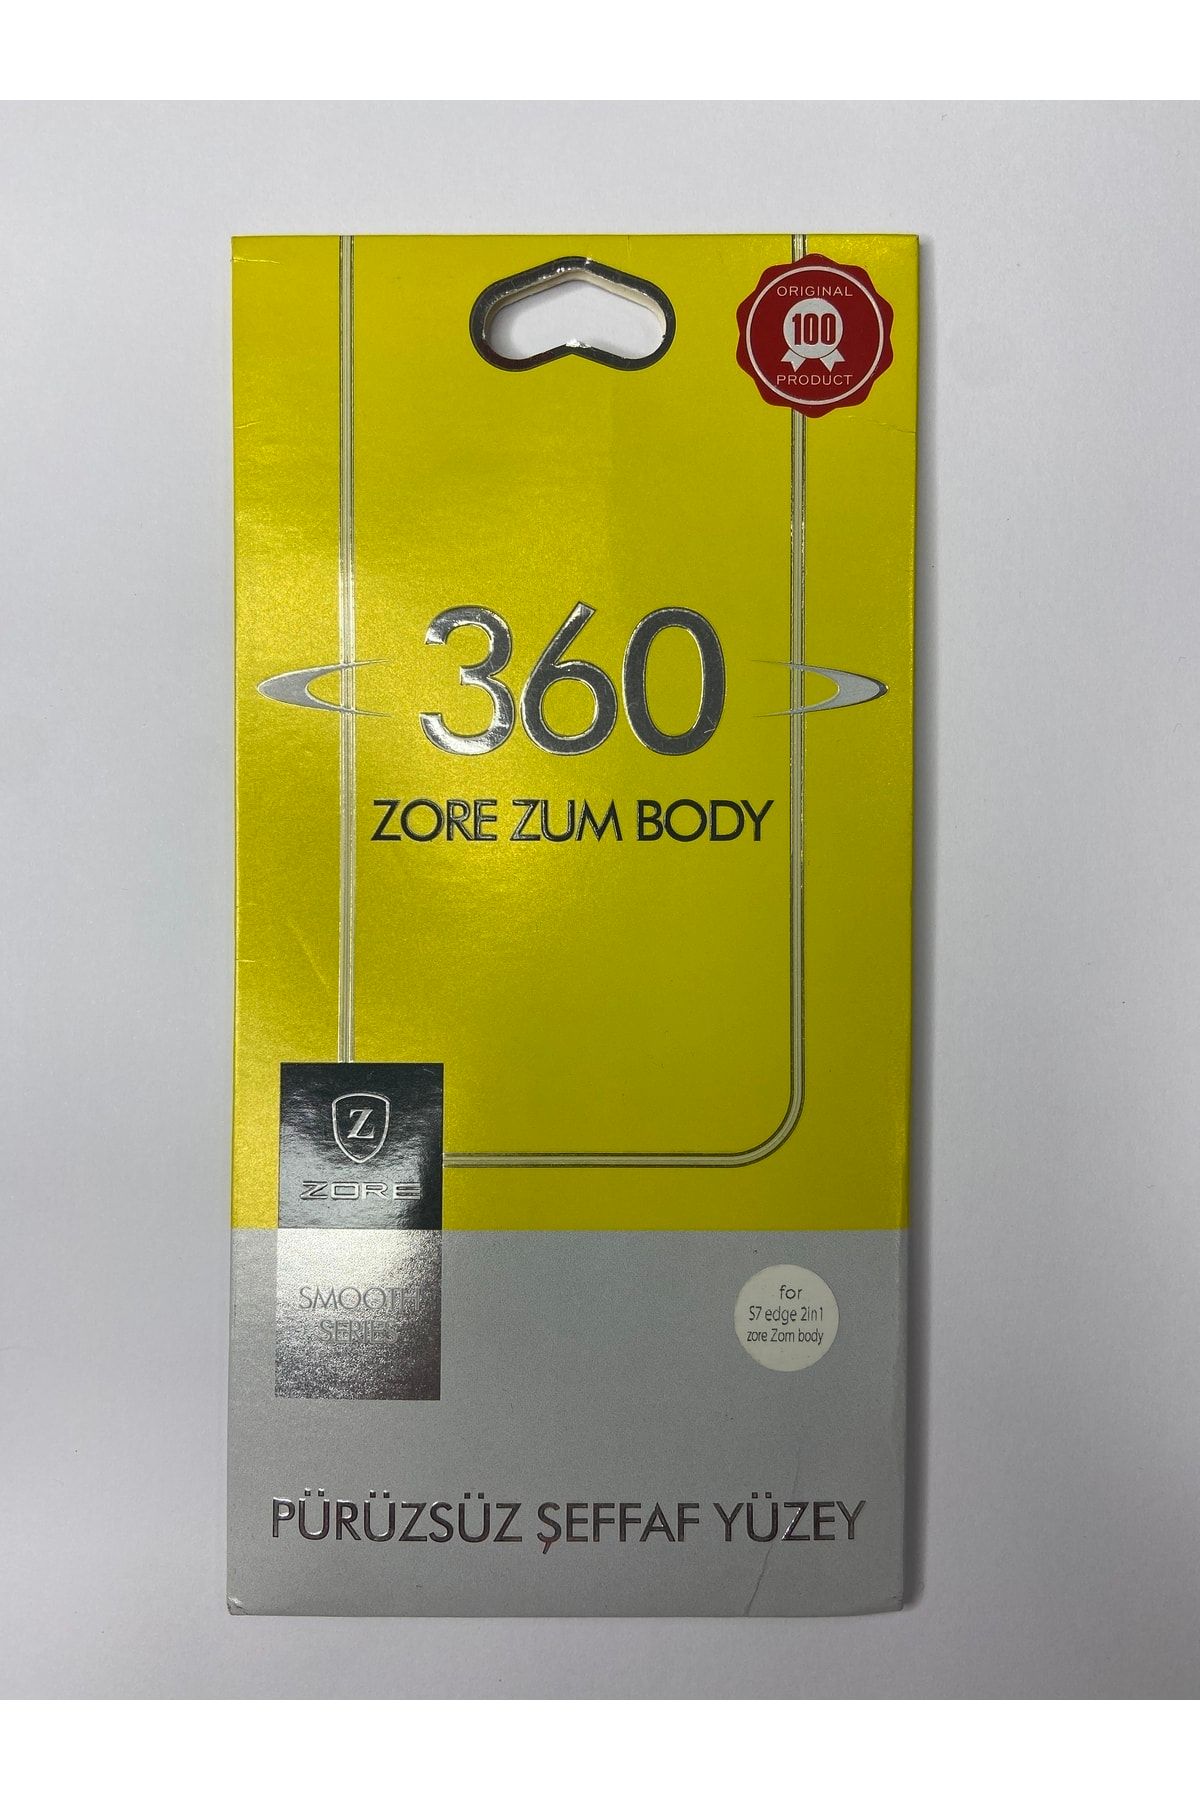 ORIGINAL
100
PRODUCT
360
ZORE ZUM BODY
Z
ZORE
SMOOTH
SERIES
for
S7 edge 2in1
zore Zom body
PÜRÜZSÜZ ŞEFFAF YÜZEY